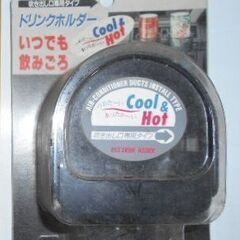 吹き出し口専用タイプ
ドリンクホルダー
Cool &
Hot
いつでも
飲みごろ
AIR-CONDITIONER DUCTS INSTALL TYPE
Cool &
Hot
吹き出し口専用タイプ
DRINK HOLDER